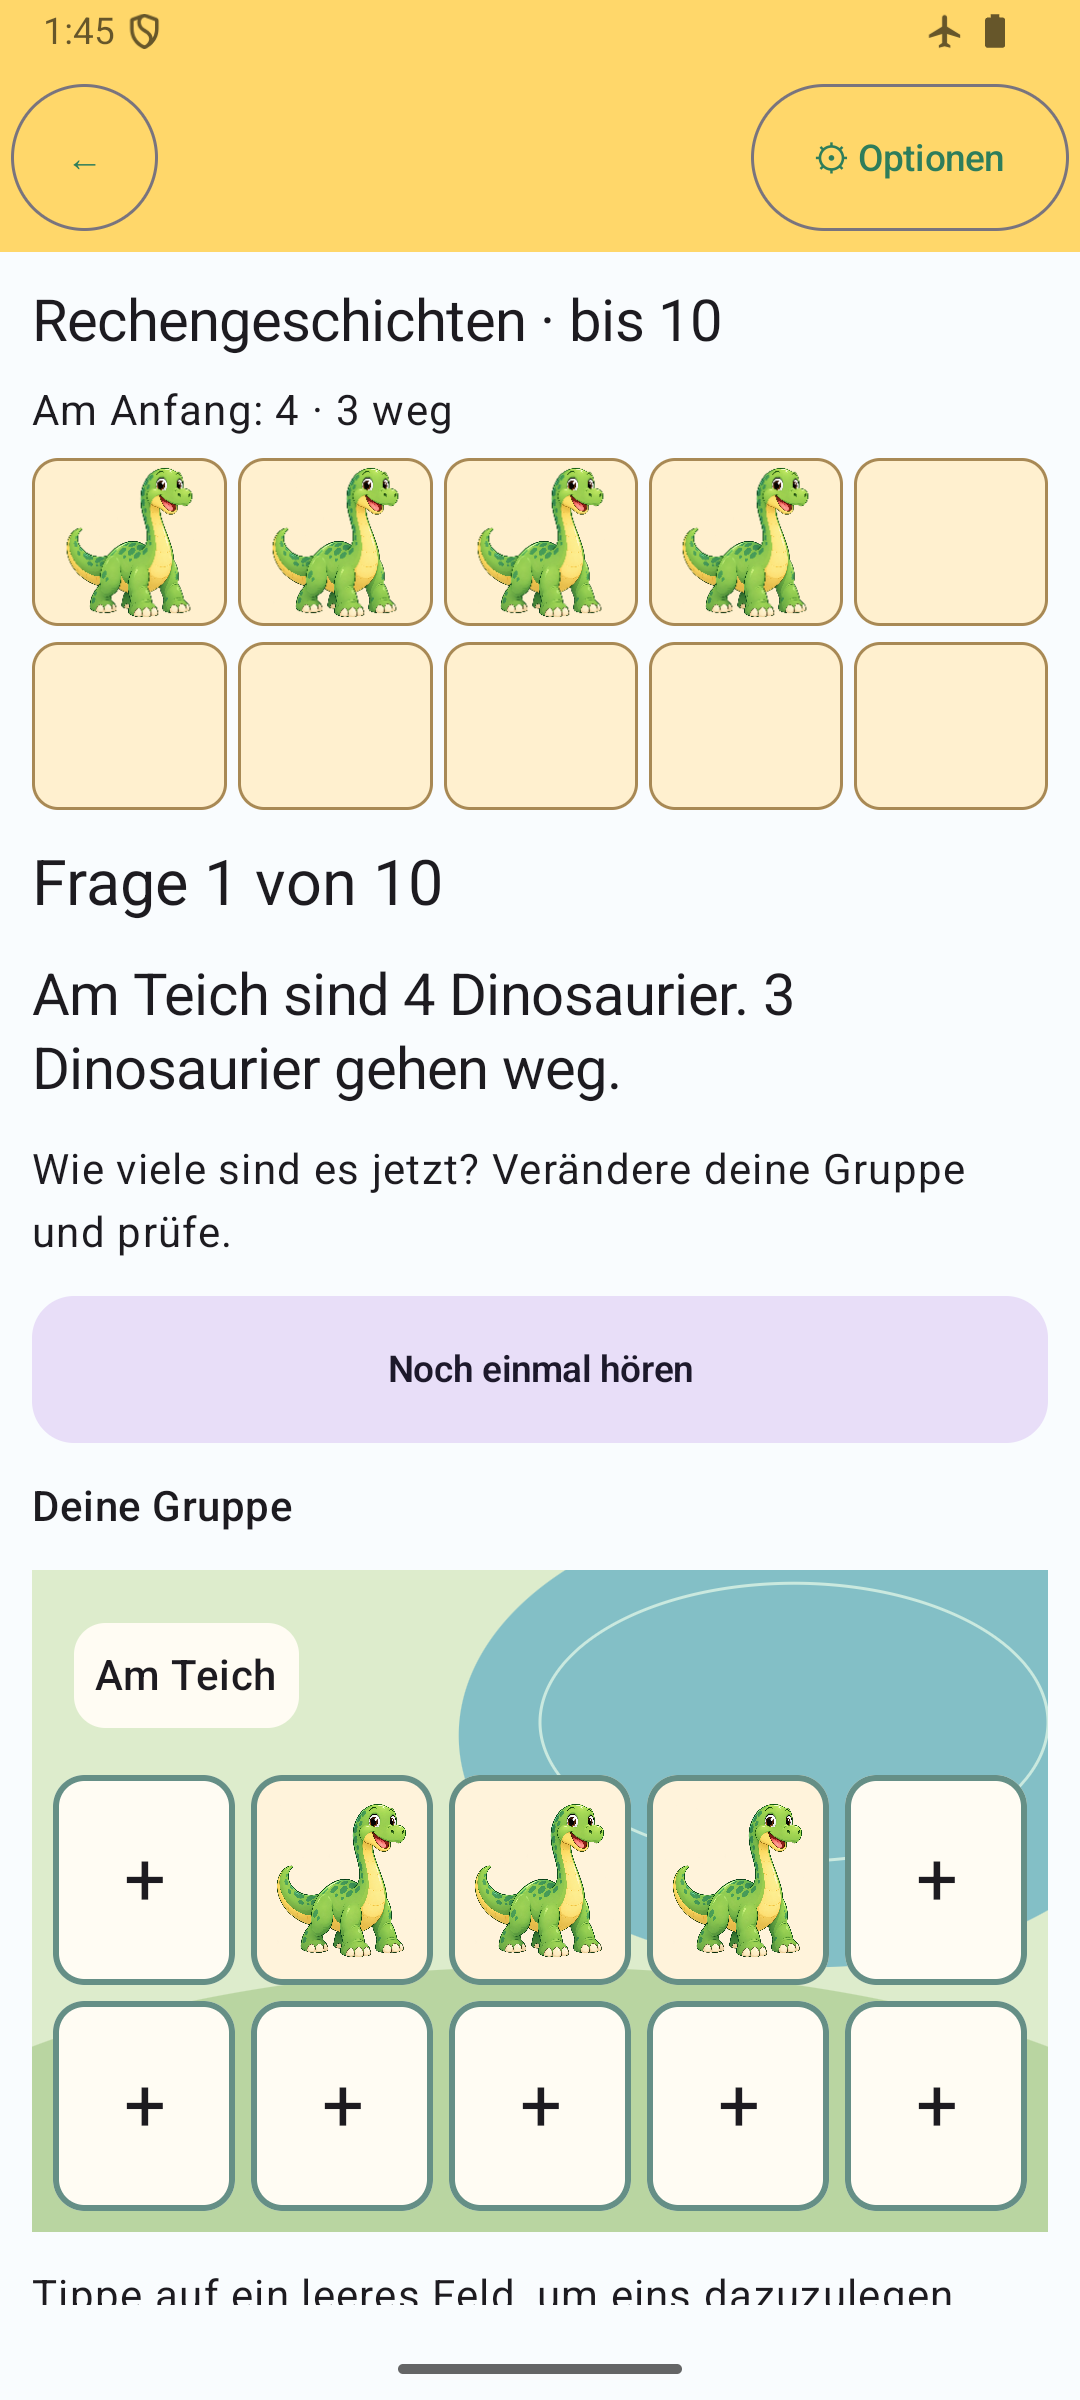 1:45
←
Optionen
Rechengeschichten · bis 10
Am Anfang: 4 · 3 weg
Frage 1 von 10
Am Teich sind 4 Dinosaurier. 3
Dinosaurier gehen weg.
Wie viele sind es jetzt? Verändere deine Gruppe
und prüfe.
Noch einmal hören
Deine Gruppe
Am Teich
+ +
+ + + + +
Tippe auf ein leeres Feld, um eins dazuzulegen